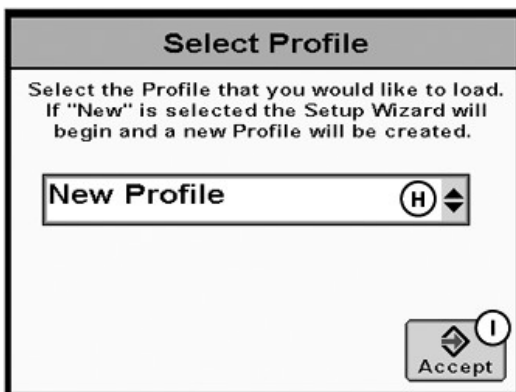 Select Profile
Select the Profile that you would like to load.
If "New" is selected the Setup Wizard will
begin and a new Profile will be created.
New Profile
H
I
Accept